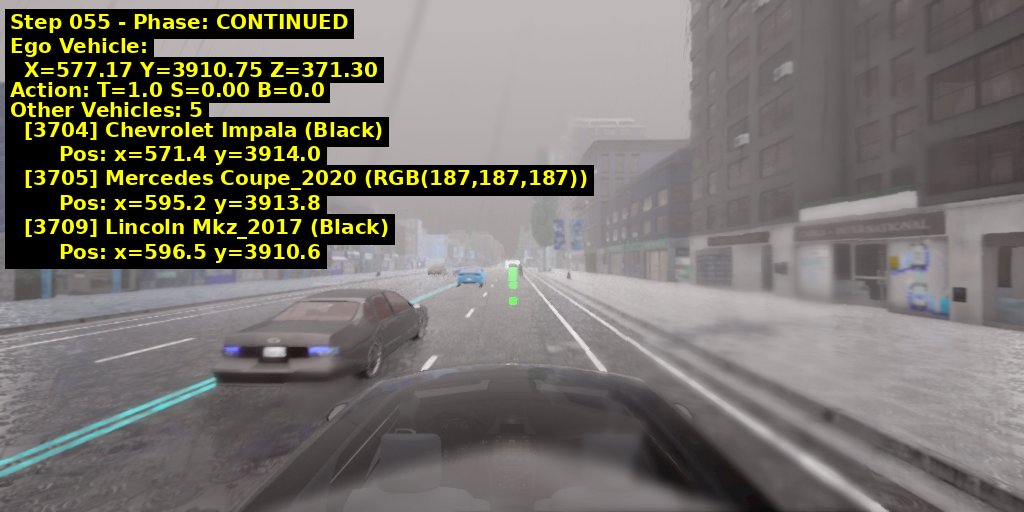 Step 055 - Phase: CONTINUED
Ego Vehicle:
X=577.17 Y=3910.75 Z=371.30
Action: T=1.0 S=0.00 B=0.0
Other Vehicles: 5
[3704] Chevrolet Impala (Black)
Pos: x=571.4 y=3914.0
[3705] Mercedes Coupe_2020 (RGB(187,187,187))
Pos: x=595.2 y=3913.8
[3709] Lincoln Mkz_2017 (Black)
Pos: x=596.5 y=3910.6
INTERNATIONAL